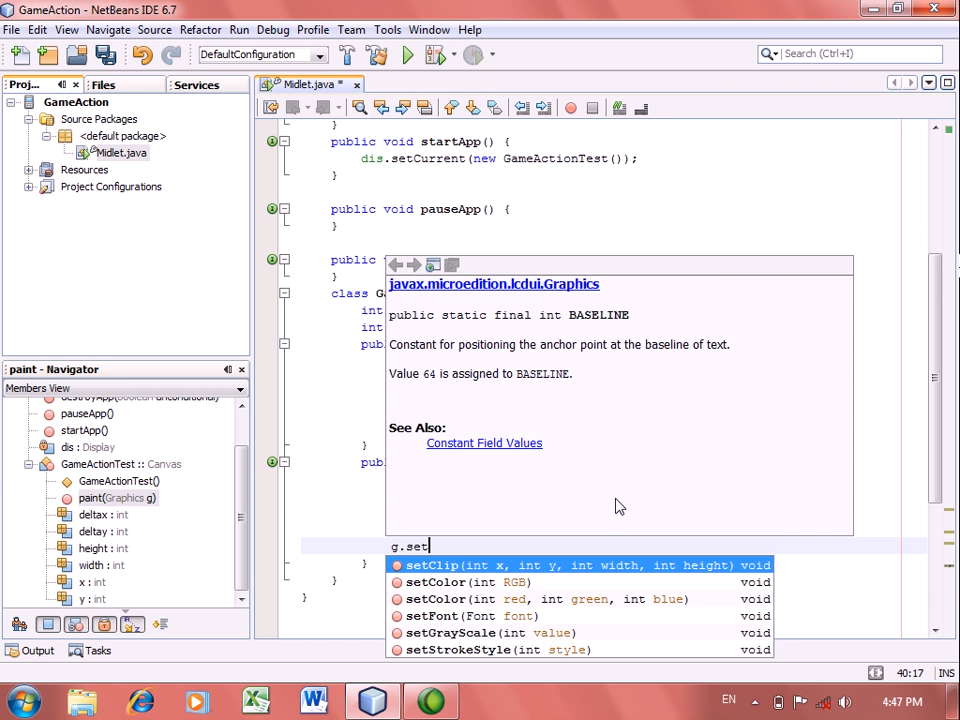 GameAction - NetBeans IDE 6.7
File Edit View Navigate Source Refactor Run Debug Profile Team Tools Window Help
DefaultConfiguration
Search (Ctrl+I)
Proj... Files Services
Midlet.java *
GameAction
Source Packages
<default package>
Midlet.java
Resources
Project Configurations
}
public void startApp() {
dis.setCurrent(new GameActionTest());
}
public void pauseApp() {
}
public
}
class G
int
int
pub
}
pub
g.set
}
}
}
javax.microedition.lcdui.Graphics
public static final int BASELINE
Constant for positioning the anchor point at the baseline of text.
Value 64 is assigned to BASELINE.
See Also:
Constant Field Values
setClip(int x, int y, int width, int height) void
setColor(int RGB) void
setColor(int red, int green, int blue) void
setFont(Font font) void
setGrayScale(int value) void
setStrokeStyle(int style) void
paint - Navigator
Members View
destroyApp(boolean unconditional)
pauseApp()
startApp()
dis : Display
GameActionTest :: Canvas
GameActionTest()
paint(Graphics g)
deltax : int
deltay : int
height : int
width : int
x : int
y : int
Output Tasks
40:17 INS
EN
4:47 PM